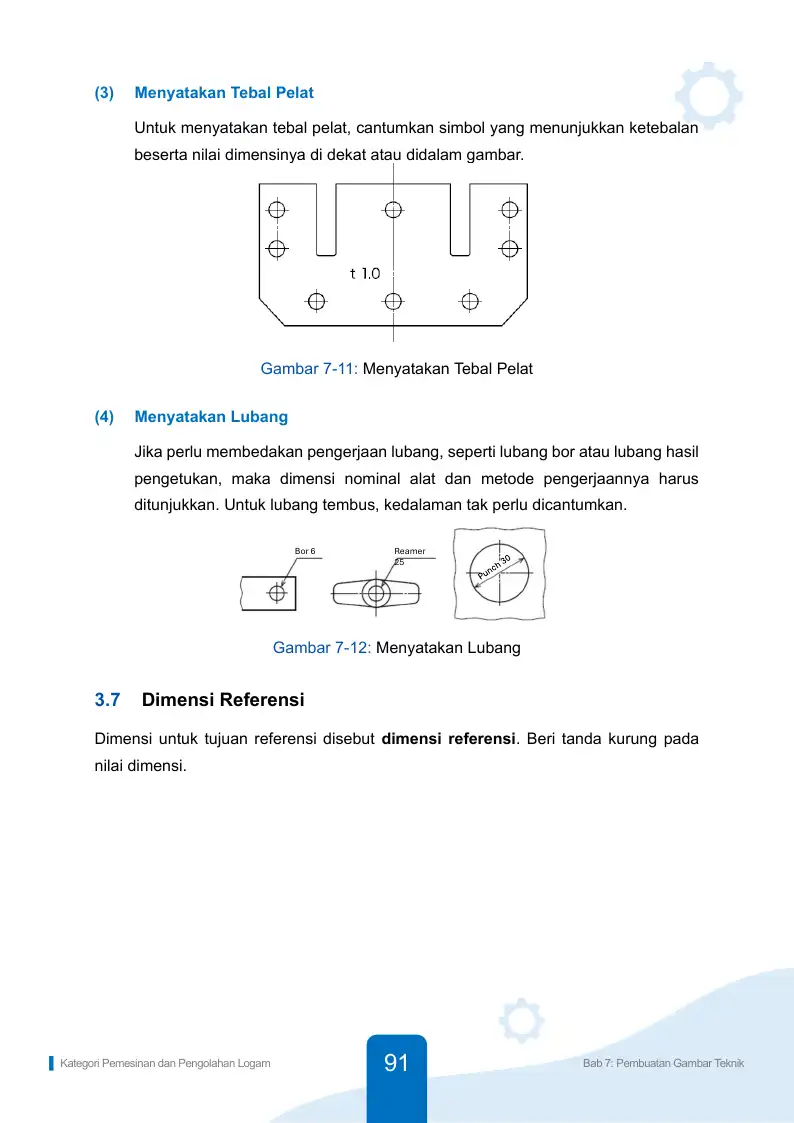 (3) Menyatakan Tebal Pelat
Untuk menyatakan tebal pelat, cantumkan simbol yang menunjukkan ketebalan
beserta nilai dimensinya di dekat atau didalam gambar.
t 1.0
Gambar 7-11: Menyatakan Tebal Pelat
(4) Menyatakan Lubang
Jika perlu membedakan pengerjaan lubang, seperti lubang bor atau lubang hasil
pengetukan, maka dimensi nominal alat dan metode pengerjaannya harus
ditunjukkan. Untuk lubang tembus, kedalaman tak perlu dicantumkan.
Bor 6
Reamer
25
Punch 30
Gambar 7-12: Menyatakan Lubang
3.7 Dimensi Referensi
Dimensi untuk tujuan referensi disebut dimensi referensi. Beri tanda kurung pada
nilai dimensi.
Kategori Pemesinan dan Pengolahan Logam
91
Bab 7: Pembuatan Gambar Teknik